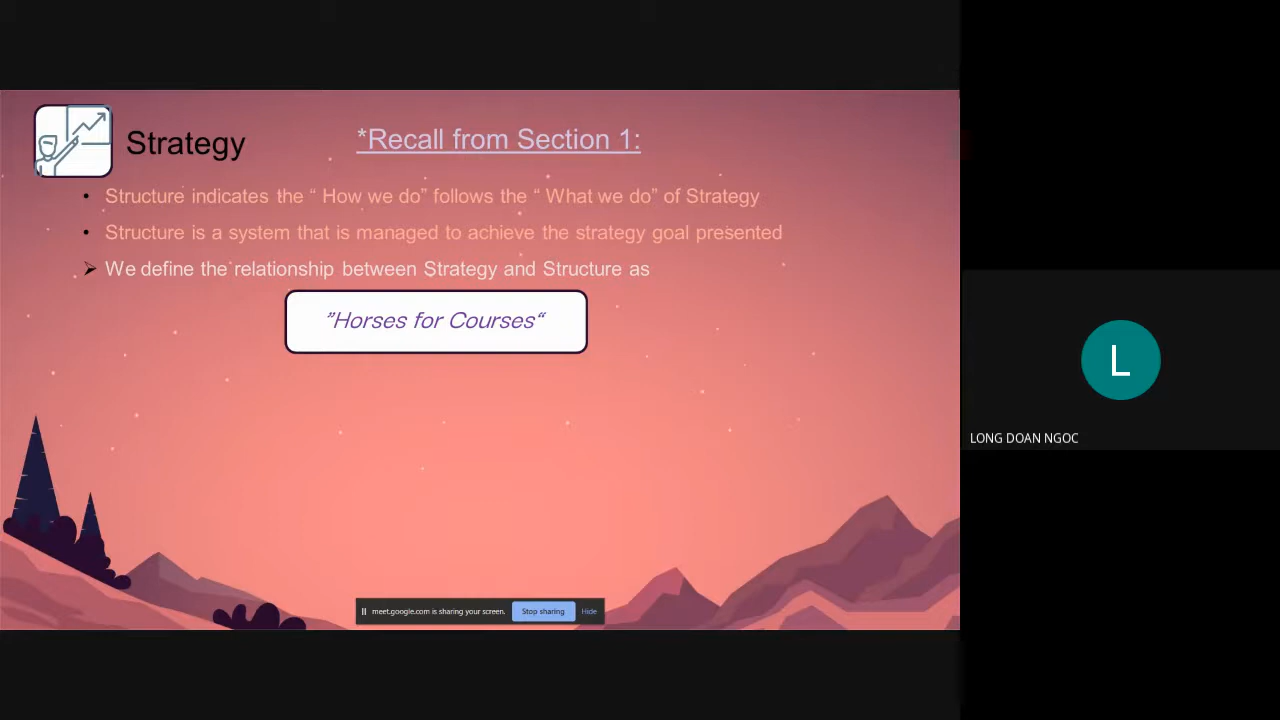 Strategy
*Recall from Section 1:
• Structure indicates the “ How we do” follows the “ What we do” of Strategy
• Structure is a system that is managed to achieve the strategy goal presented
➢ We define the relationship between Strategy and Structure as
”Horses for Courses“
L
LONG DOAN NGOC
meet.google.com is sharing your screen. Stop sharing Hide